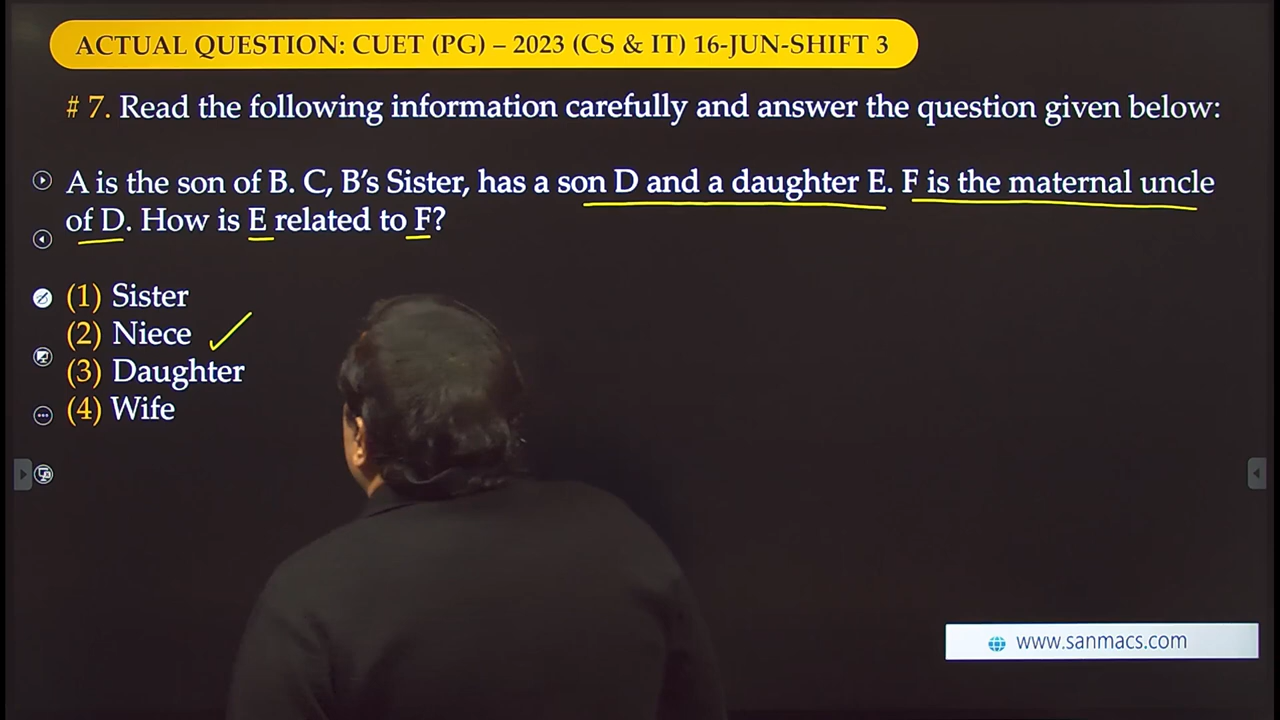 ACTUAL QUESTION: CUET (PG) – 2023 (CS & IT) 16-JUN-SHIFT 3
# 7. Read the following information carefully and answer the question given below:
A is the son of B. C, B’s Sister, has a son D and a daughter E. F is the maternal uncle
of D. How is E related to F?
(1) Sister
(2) Niece
(3) Daughter
(4) Wife
www.sanmacs.com